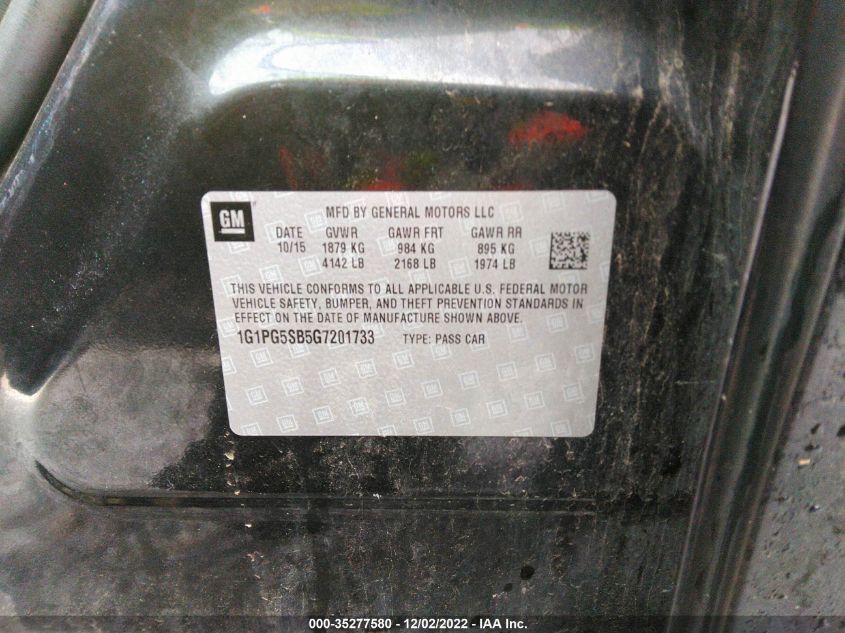 GM
MFD BY GENERAL MOTORS LLC
DATE GVWR GAWR FRT GAWR RR
10/15 1879 KG 984 KG 895 KG
4142 LB 2168 LB 1974 LB
THIS VEHICLE CONFORMS TO ALL APPLICABLE U.S. FEDERAL MOTOR
VEHICLE SAFETY, BUMPER, AND THEFT PREVENTION STANDARDS IN
EFFECT ON THE DATE OF MANUFACTURE SHOWN ABOVE.
1G1PG5SB5G7201733 TYPE: PASS CAR
000-35277580 - 12/02/2022 - IAA Inc.